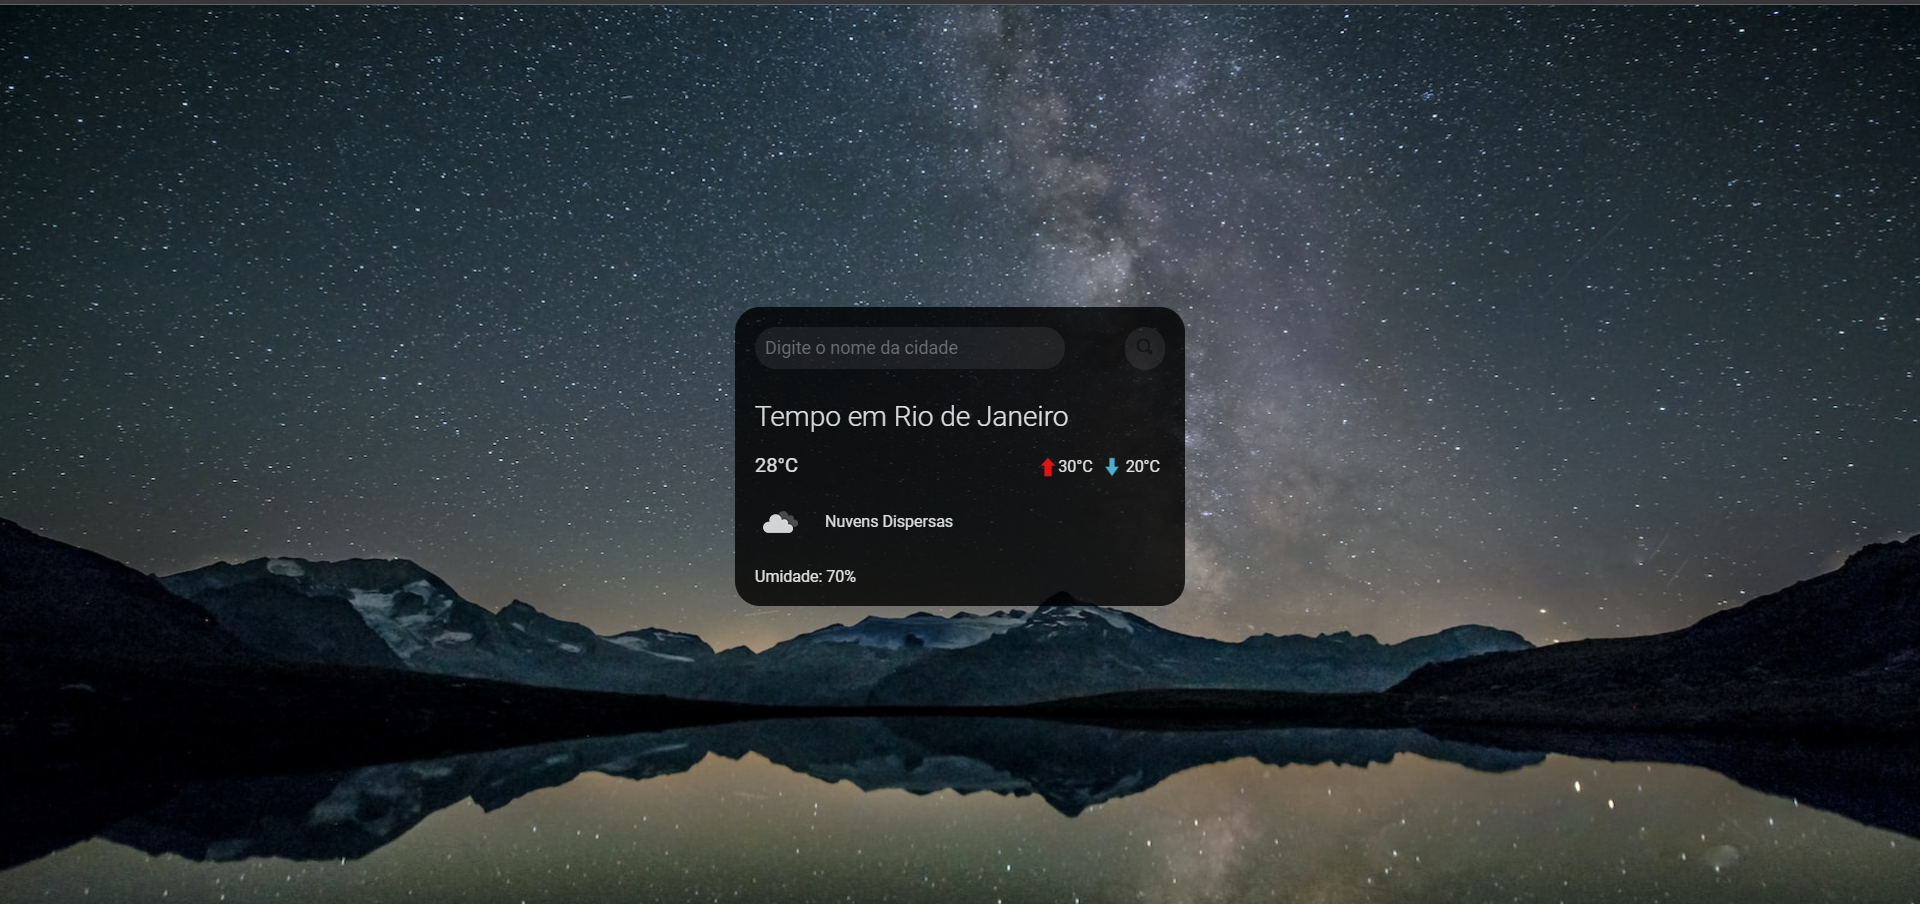 Digite o nome da cidade
Tempo em Rio de Janeiro
28°C 30°C 20°C
Nuvens Dispersas
Umidade: 70%